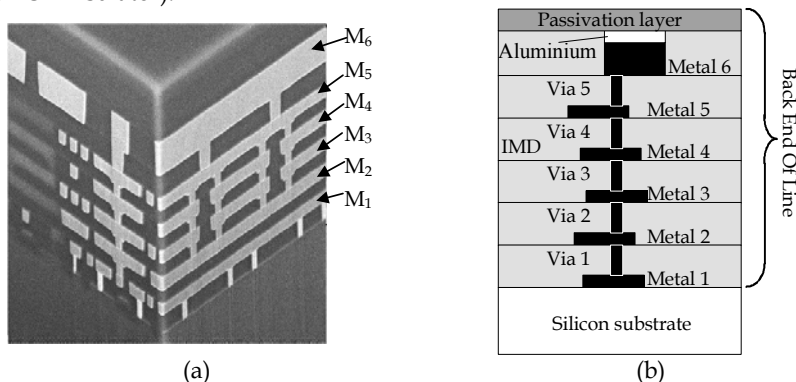 M6
M5
M4
M3
M2
M1
(a)
Passivation layer
Aluminium
Metal 6
Via 5
Metal 5
Via 4
IMD
Metal 4
Via 3
Metal 3
Via 2
Metal 2
Via 1
Metal 1
Silicon substrate
Back End Of Line
(b)